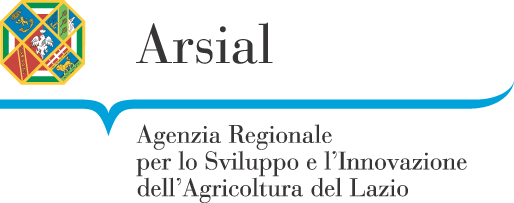 Arsial
Agenzia Regionale
per lo Sviluppo e l'Innovazione
dell'Agricoltura del Lazio